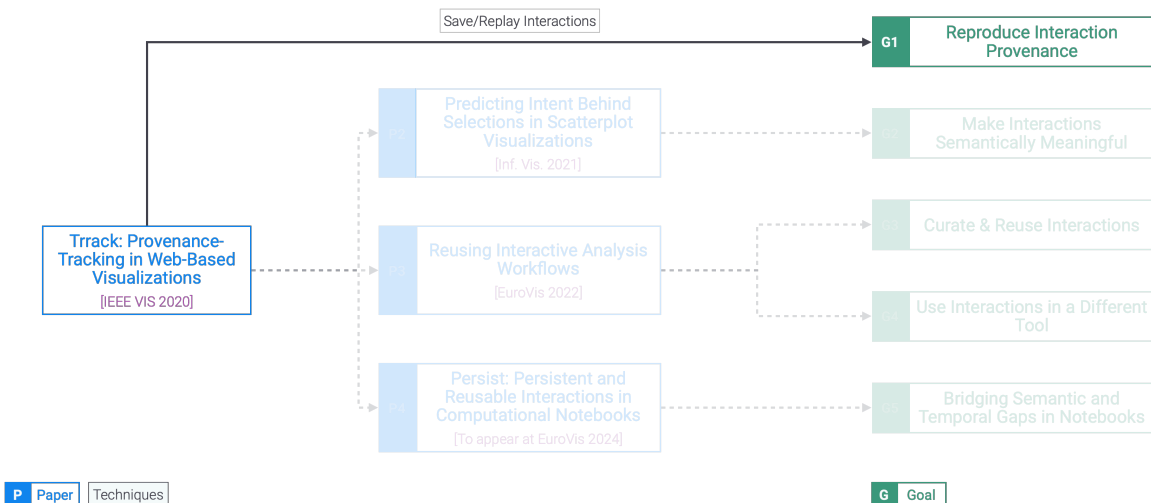 Save/Replay Interactions
G1
Reproduce Interaction
Provenance
P2
Predicting Intent Behind
Selections in Scatterplot
Visualizations
[Inf. Vis. 2021]
Make Interactions
Semantically Meaningful
Trrack: Provenance-
Tracking in Web-Based
Visualizations
[IEEE VIS 2020]
P3
Reusing Interactive Analysis
Workflows
[EuroVis 2022]
Curate & Reuse Interactions
Use Interactions in a Different
Tool
P4
Persist: Persistent and
Reusable Interactions in
Computational Notebooks
[To appear at EuroVis 2024]
Bridging Semantic and
Temporal Gaps in Notebooks
P Paper
Techniques
G Goal